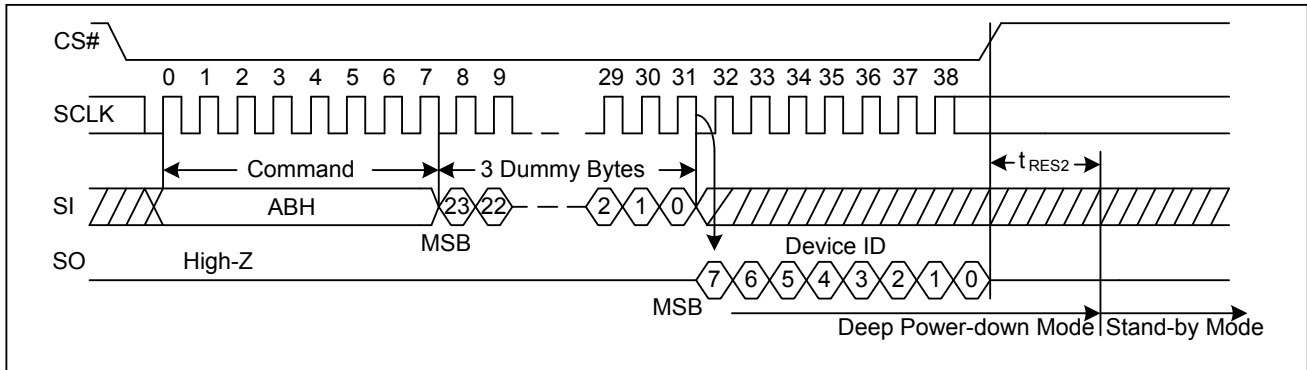 CS#
0 1 2 3 4 5 6 7 8 9 29 30 31 32 33 34 35 36 37 38
SCLK
Command 3 Dummy Bytes tRES2
SI ABH 23 22 2 1 0
MSB
SO High-Z Device ID
7 6 5 4 3 2 1 0
MSB
Deep Power-down Mode Stand-by Mode